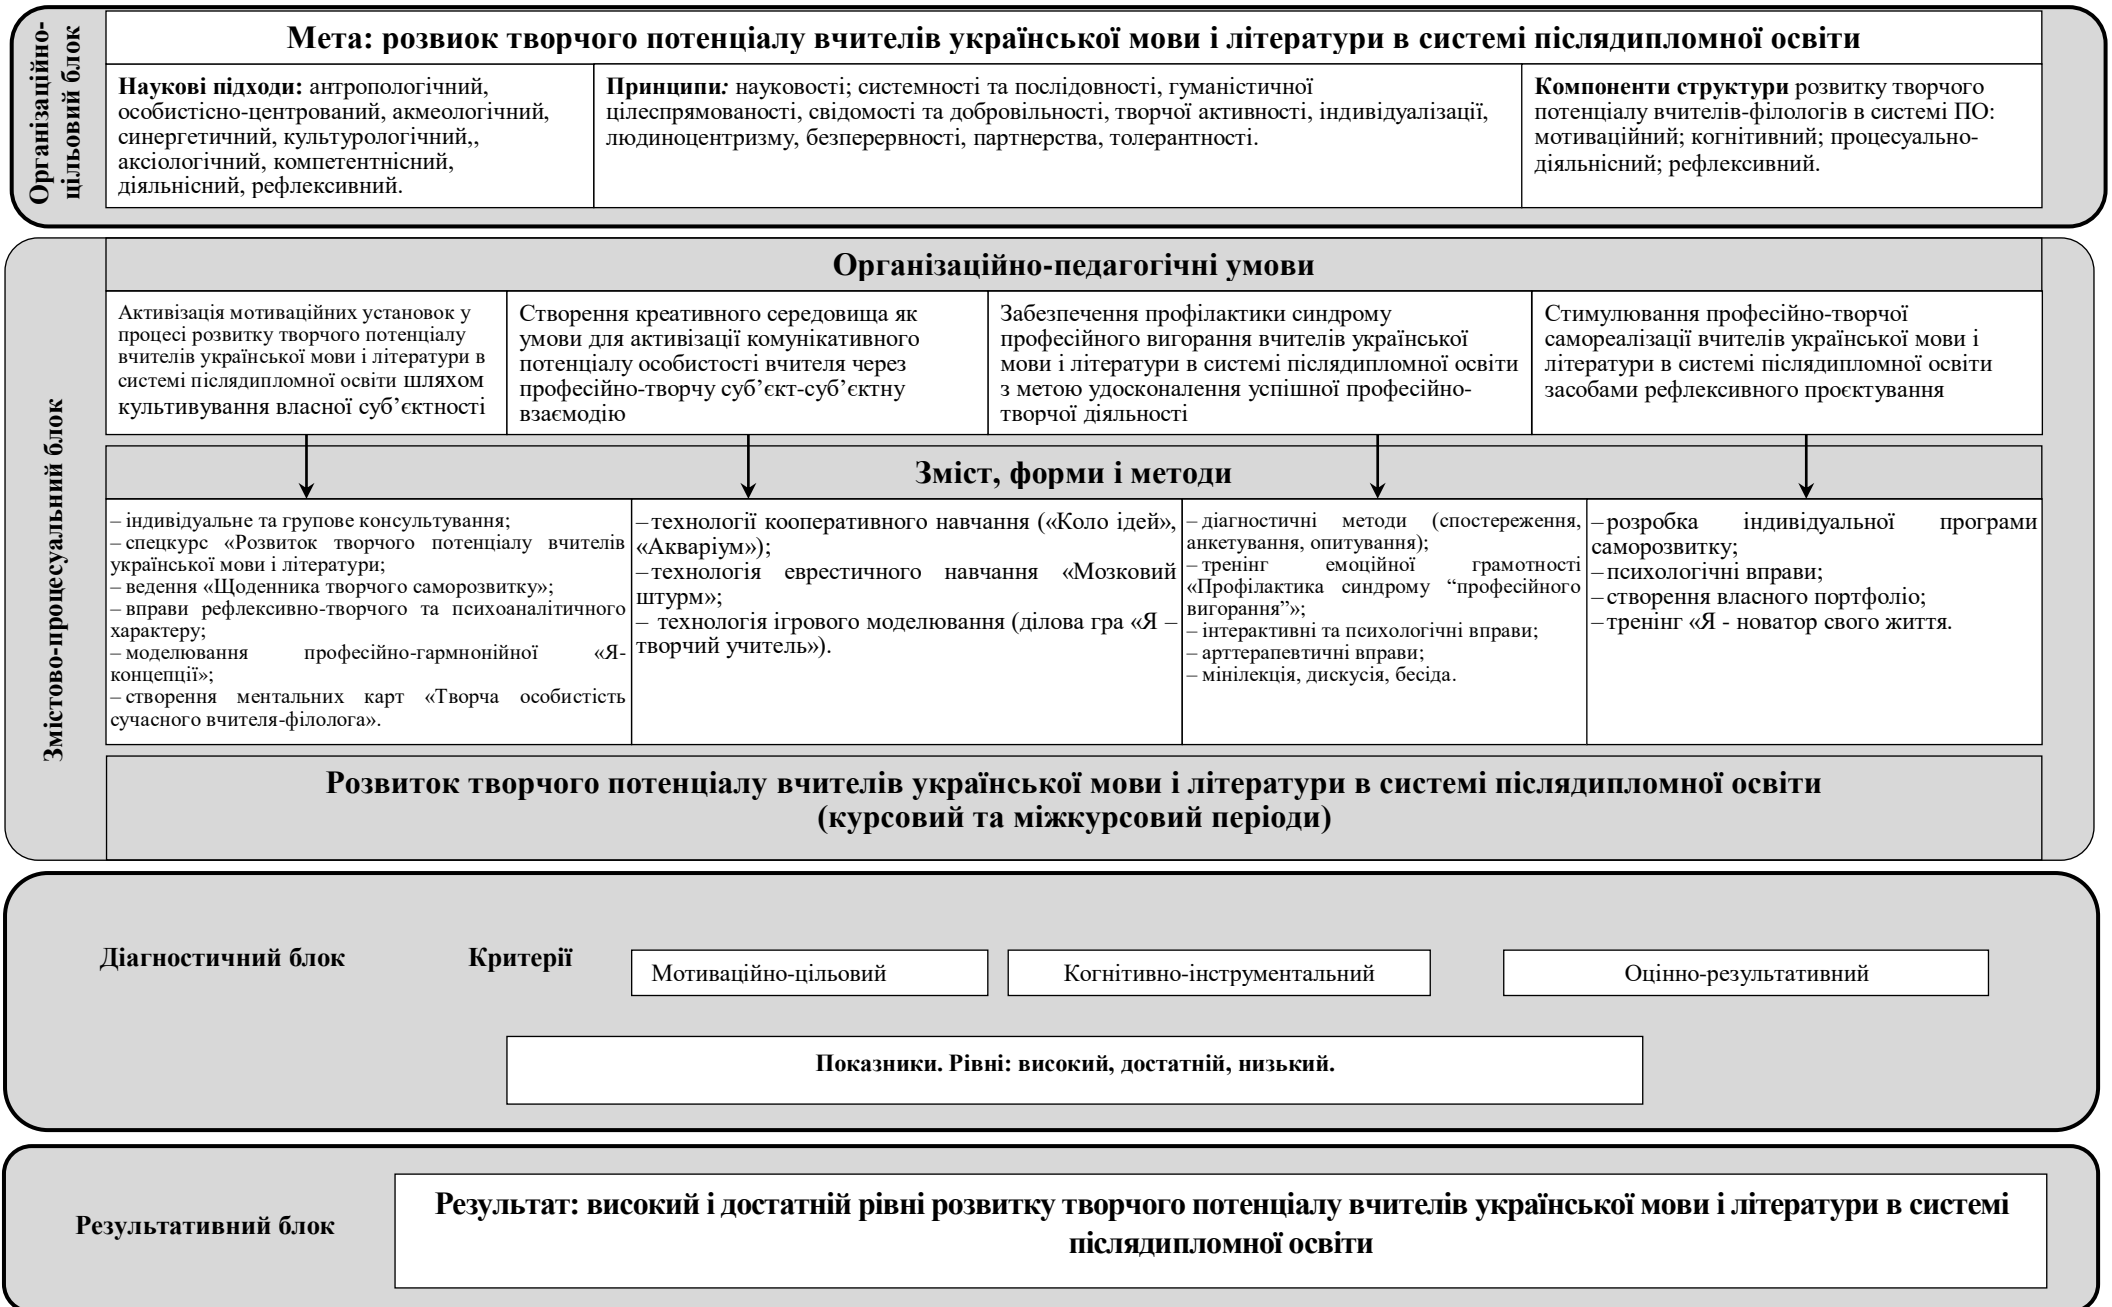 Організаційно-
цільовий блок
Мета: розвиок творчого потенціалу вчителів української мови і літератури в системі післядипломної освіти
Наукові підходи: антропологічний,
особистісно-центрований, акмеологічний,
синергетичний, культурологічний,,
аксіологічний, компетентнісний,
діяльнісний, рефлексивний.
Принципи: науковості; системності та послідовності, гуманістичної
цілеспрямованості, свідомості та добровільності, творчої активності, індивідуалізації,
людиноцентризму, безперервності, партнерства, толерантності.
Компоненти структури розвитку творчого
потенціалу вчителів-філологів в системі ПО:
мотиваційний; когнітивний; процесуально-
діяльнісний; рефлексивний.
Змістово-процесуальний блок
Організаційно-педагогічні умови
Активізація мотиваційних установок у
процесі розвитку творчого потенціалу
вчителів української мови і літератури в
системі післядипломної освіти шляхом
культивування власної суб’єктності
Створення креативного середовища як
умови для активізації комунікативного
потенціалу особистості вчителя через
професійно-творчу суб’єкт-суб’єктну
взаємодію
Забезпечення профілактики синдрому
професійного вигорання вчителів української
мови і літератури в системі післядипломної освіти
з метою удосконалення успішної професійно-
творчої діяльності
Стимулювання професійно-творчої
самореалізації вчителів української мови і
літератури в системі післядипломної освіти
засобами рефлексивного проєктування
Зміст, форми і методи
– індивідуальне та групове консультування;
– спецкурс «Розвиток творчого потенціалу вчителів
української мови і літератури;
– ведення «Щоденника творчого саморозвитку»;
– вправи рефлексивно-творчого та психоаналітичного
характеру;
– моделювання професійно-гармнонійної «Я-
концепції»;
– створення ментальних карт «Творча особистість
сучасного вчителя-філолога».
– технології кооперативного навчання («Коло ідей»,
«Акваріум»);
– технологія еврестичного навчання «Мозковий
штурм»;
– технологія ігрового моделювання (ділова гра «Я –
творчий учитель»).
– діагностичні методи (спостереження,
анкетування, опитування);
– тренінг емоційної грамотності
«Профілактика синдрому “професійного
вигорання”»;
– інтерактивні та психологічні вправи;
– арттерапевтичні вправи;
– мінілекція, дискусія, бесіда.
– розробка індивідуальної програми
саморозвитку;
– психологічні вправи;
– створення власного портфоліо;
– тренінг «Я - новатор свого життя.
Розвиток творчого потенціалу вчителів української мови і літератури в системі післядипломної освіти
(курсовий та міжкурсовий періоди)
Діагностичний блок
Критерії
Мотиваційно-цільовий
Когнітивно-інструментальний
Оцінно-результативний
Показники. Рівні: високий, достатній, низький.
Результативний блок
Результат: високий і достатній рівні розвитку творчого потенціалу вчителів української мови і літератури в системі
післядипломної освіти